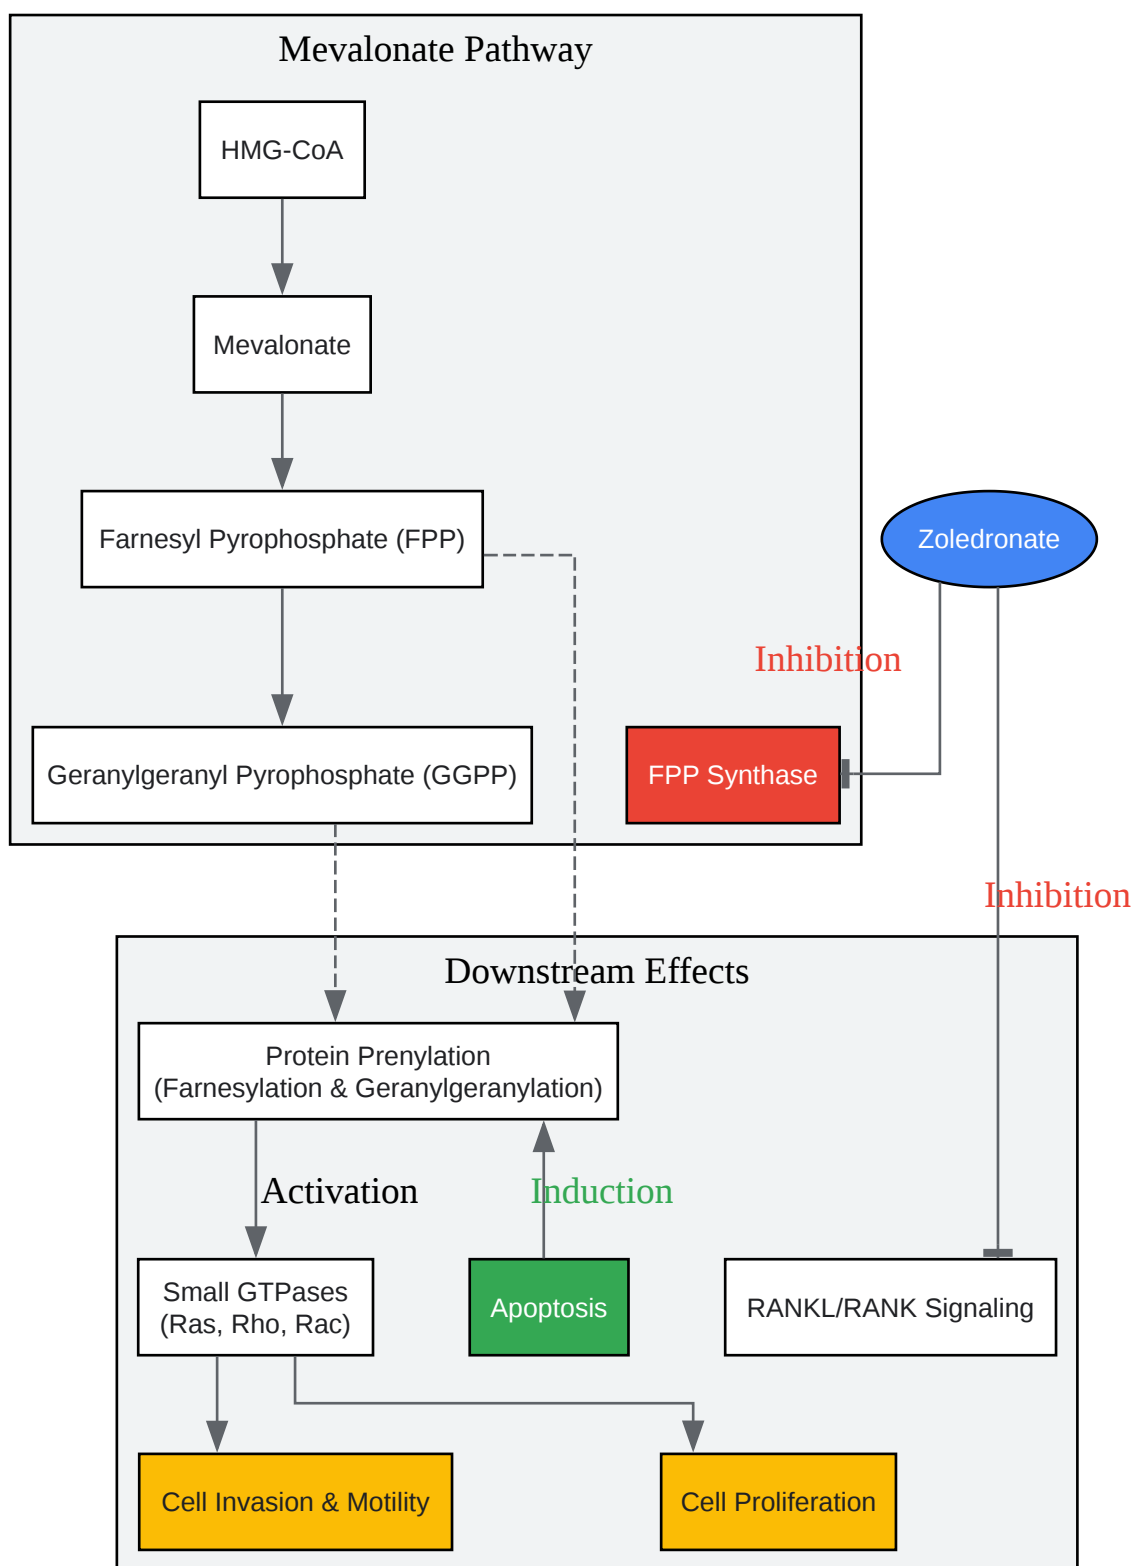 Mevalonate Pathway
HMG-CoA
Mevalonate
Farnesyl Pyrophosphate (FPP)
Zoledronate
Inhibition
Geranylgeranyl Pyrophosphate (GGPP)
FPP Synthase
Inhibition
Downstream Effects
Protein Prenylation
(Farnesylation & Geranylgeranylation)
Activation
Induction
Small GTPases
(Ras, Rho, Rac)
Apoptosis
RANKL/RANK Signaling
Cell Invasion & Motility
Cell Proliferation